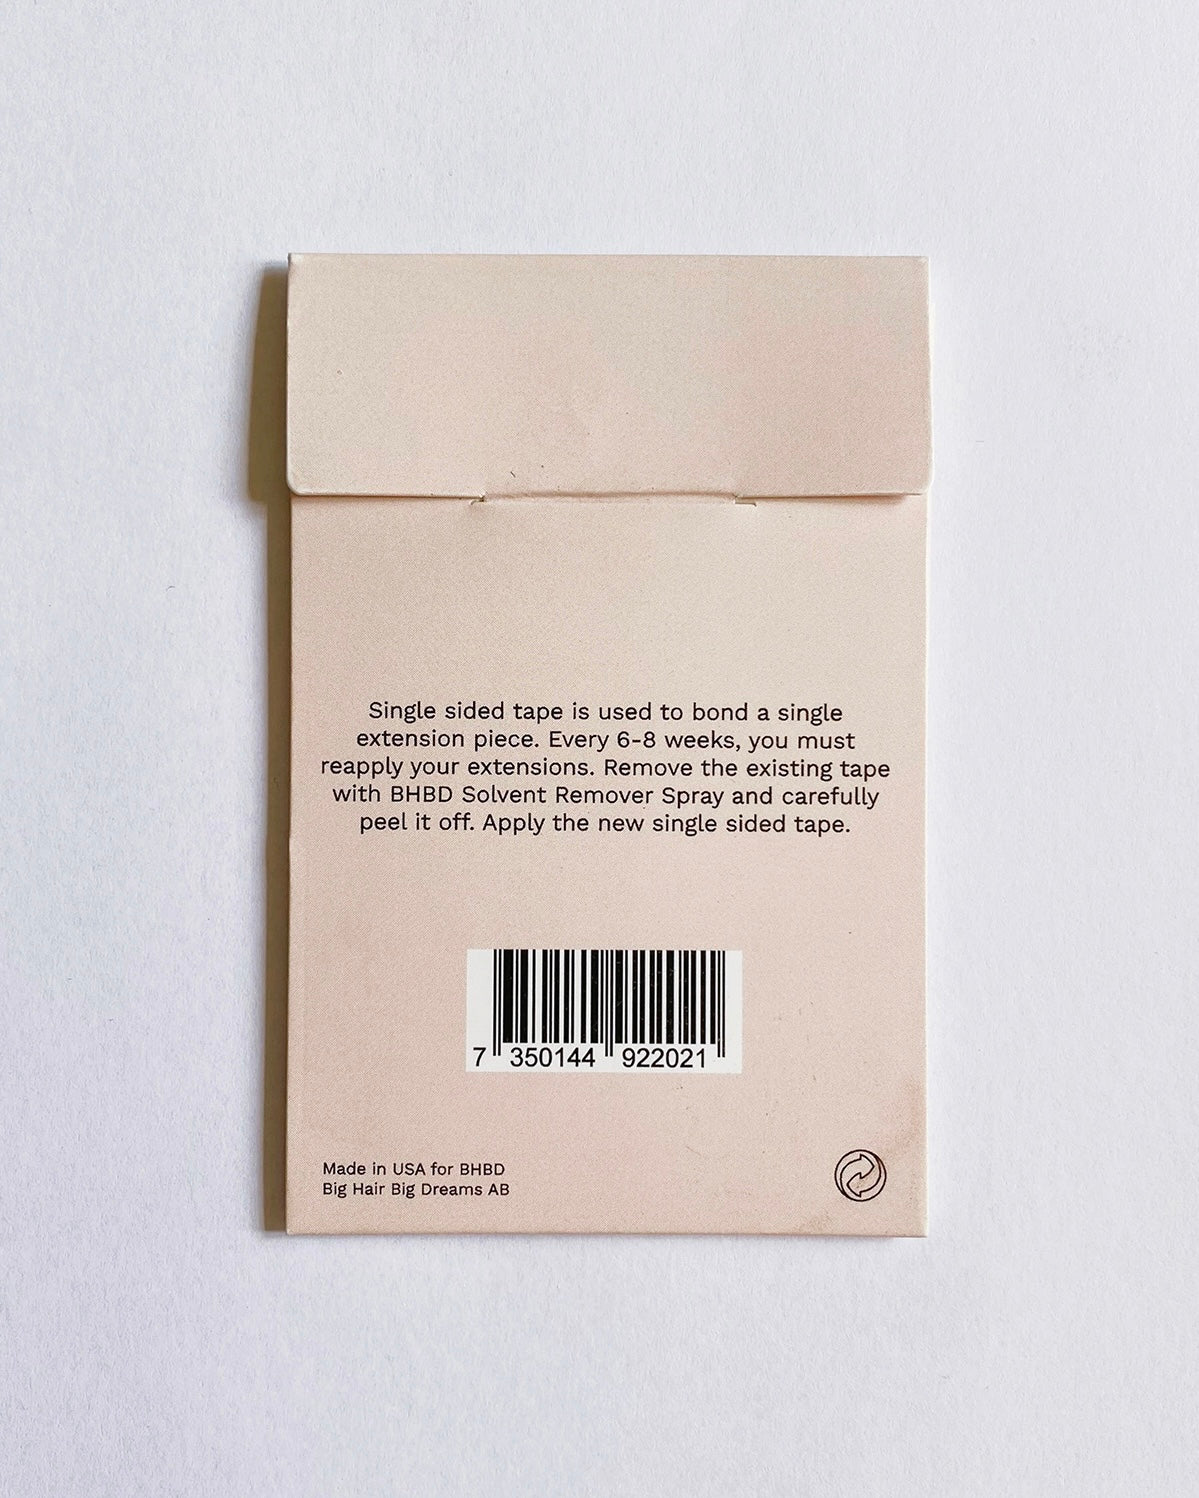 Single sided tape is used to bond a single
extension piece. Every 6-8 weeks, you must
reapply your extensions. Remove the existing tape
with BHBD Solvent Remover Spray and carefully
peel it off. Apply the new single sided tape.
7 350144 922021
Made in USA for BHBD
Big Hair Big Dreams AB